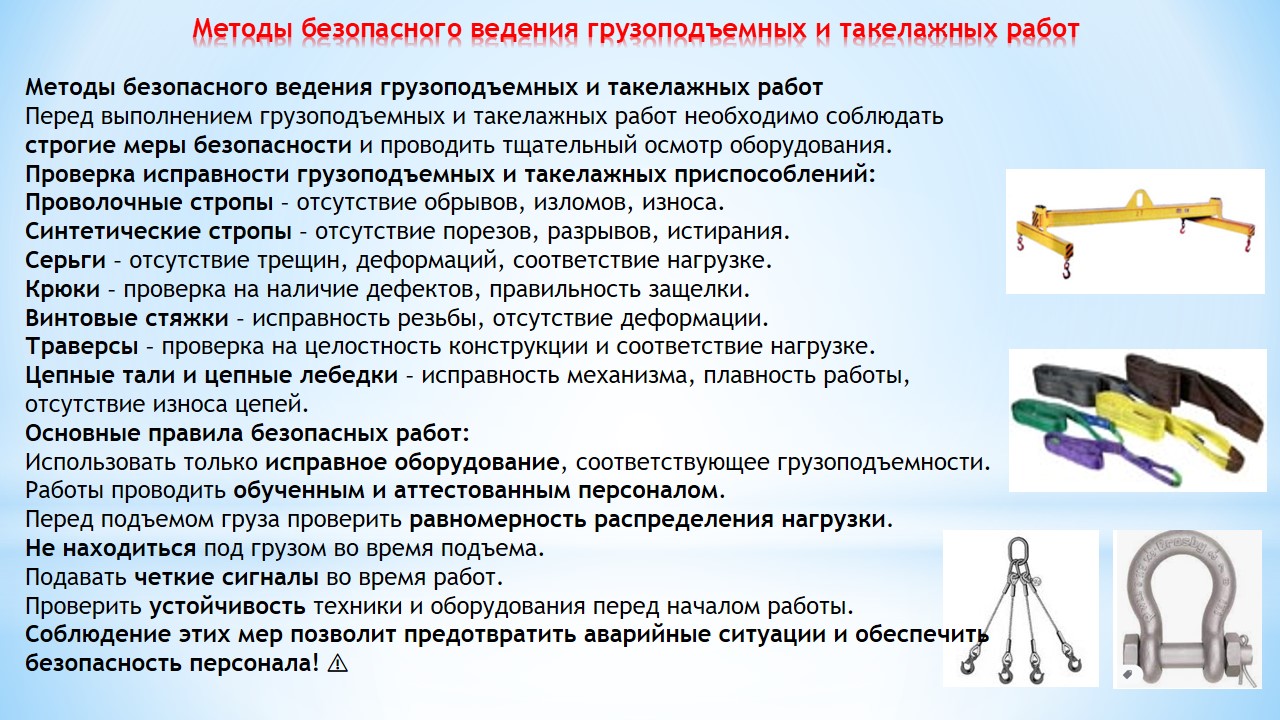 Методы безопасного ведения грузоподъемных и такелажных работ
Методы безопасного ведения грузоподъемных и такелажных работ
Перед выполнением грузоподъемных и такелажных работ необходимо соблюдать
строгие меры безопасности и проводить тщательный осмотр оборудования.
Проверка исправности грузоподъемных и такелажных приспособлений:
Проволочные стропы – отсутствие обрывов, изломов, износа.
Синтетические стропы – отсутствие порезов, разрывов, истирания.
Серьги – отсутствие трещин, деформаций, соответствие нагрузке.
Крюки – проверка на наличие дефектов, правильность защелки.
Винтовые стяжки – исправность резьбы, отсутствие деформации.
Траверсы – проверка на целостность конструкции и соответствие нагрузке.
Цепные тали и цепные лебедки – исправность механизма, плавность работы,
отсутствие износа цепей.
Основные правила безопасных работ:
Использовать только исправное оборудование, соответствующее грузоподъемности.
Работы проводить обученным и аттестованным персоналом.
Перед подъемом груза проверить равномерность распределения нагрузки.
Не находиться под грузом во время подъема.
Подавать четкие сигналы во время работ.
Проверить устойчивость техники и оборудования перед началом работы.
Соблюдение этих мер позволит предотвратить аварийные ситуации и обеспечить
безопасность персонала! ⚠
Crosby